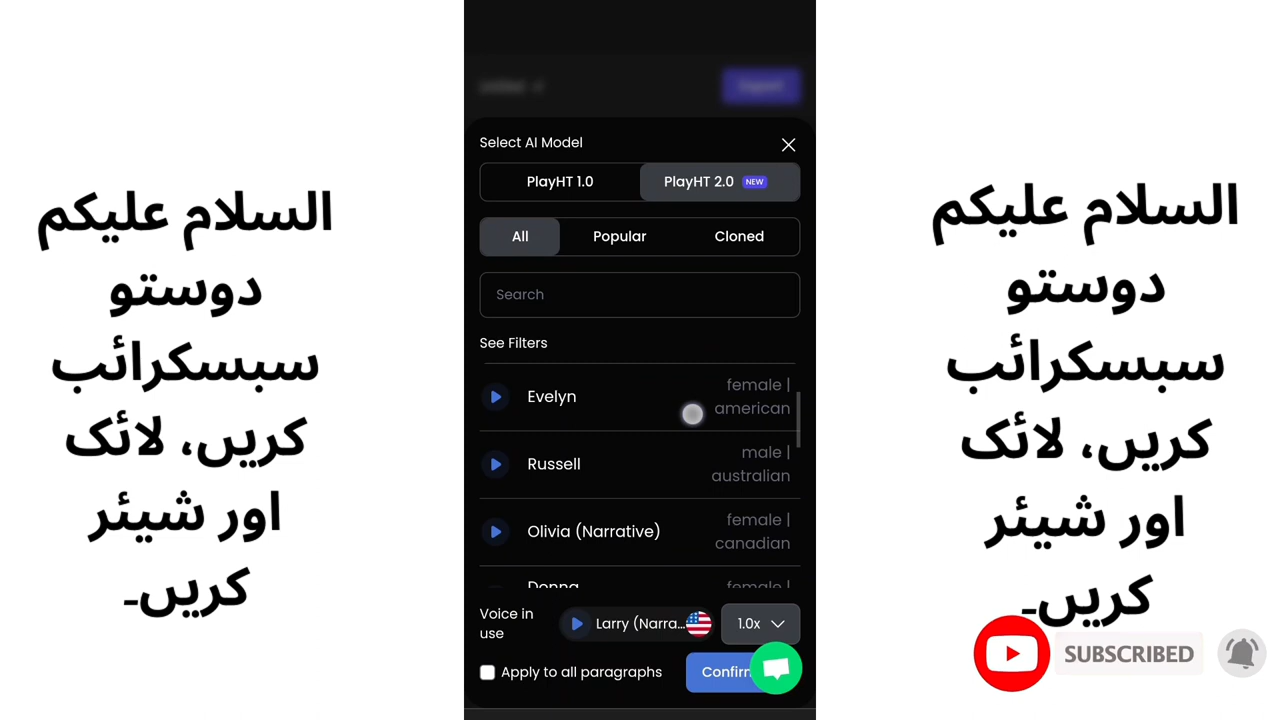 السلام علیکم
دوستو
سبسکرائب
کریں، لائک
اور شیئر
کریں۔
Select AI Model
PlayHT 1.0
PlayHT 2.0 NEW
All
Popular
Cloned
Search
See Filters
Evelyn
female |
american
Russell
male |
australian
Olivia (Narrative)
female |
canadian
Donna
female |
Voice in
use
Larry (Narra...
1.0x
Apply to all paragraphs
Confirm
السلام علیکم
دوستو
سبسکرائب
کریں، لائک
اور شیئر
کریں۔
SUBSCRIBED